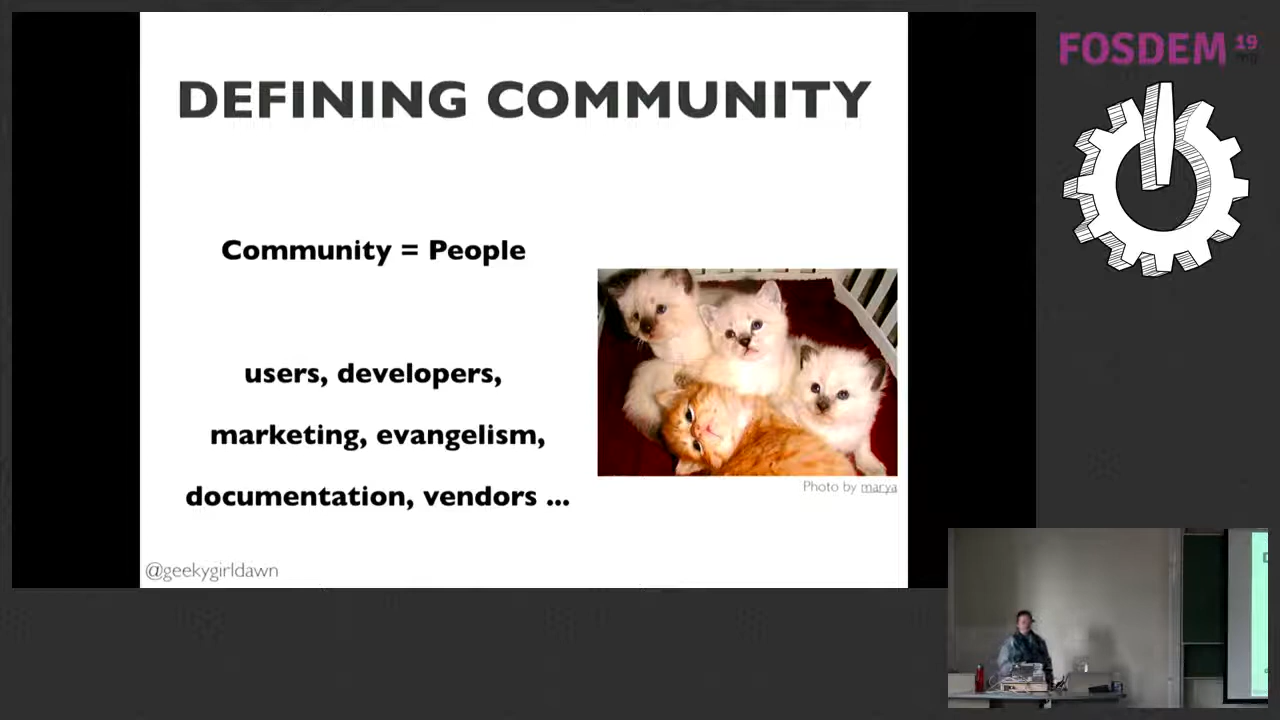 DEFINING COMMUNITY
Community = People
users, developers,
marketing, evangelism,
documentation, vendors ...
Photo by marya
@geekygirldawn
FOSDEM 19